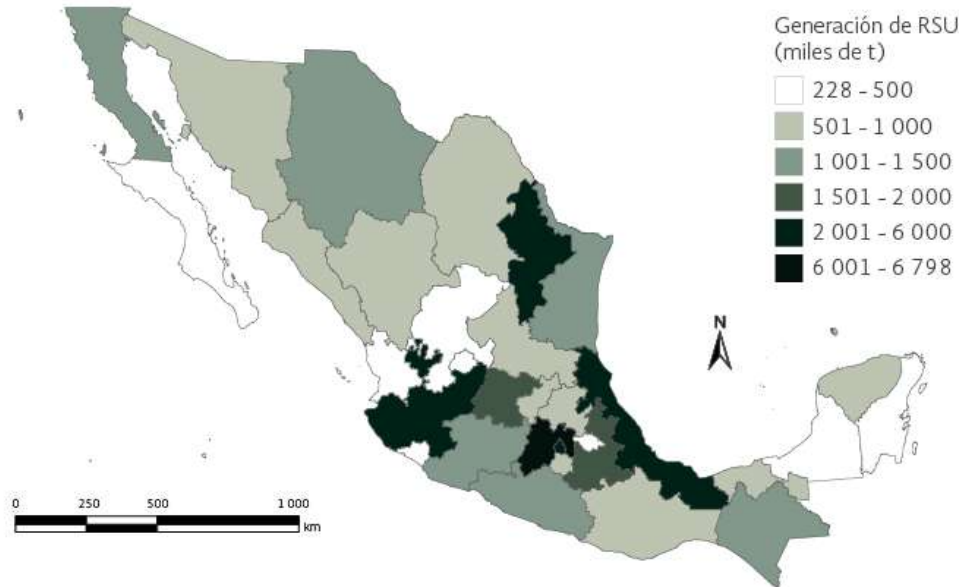 Generación de RSU
(miles de t)
228 - 500
501 - 1 000
1 001 - 1 500
1 501 - 2 000
2 001 - 6 000
6 001 - 6 798
N
0 250 500 1 000
km